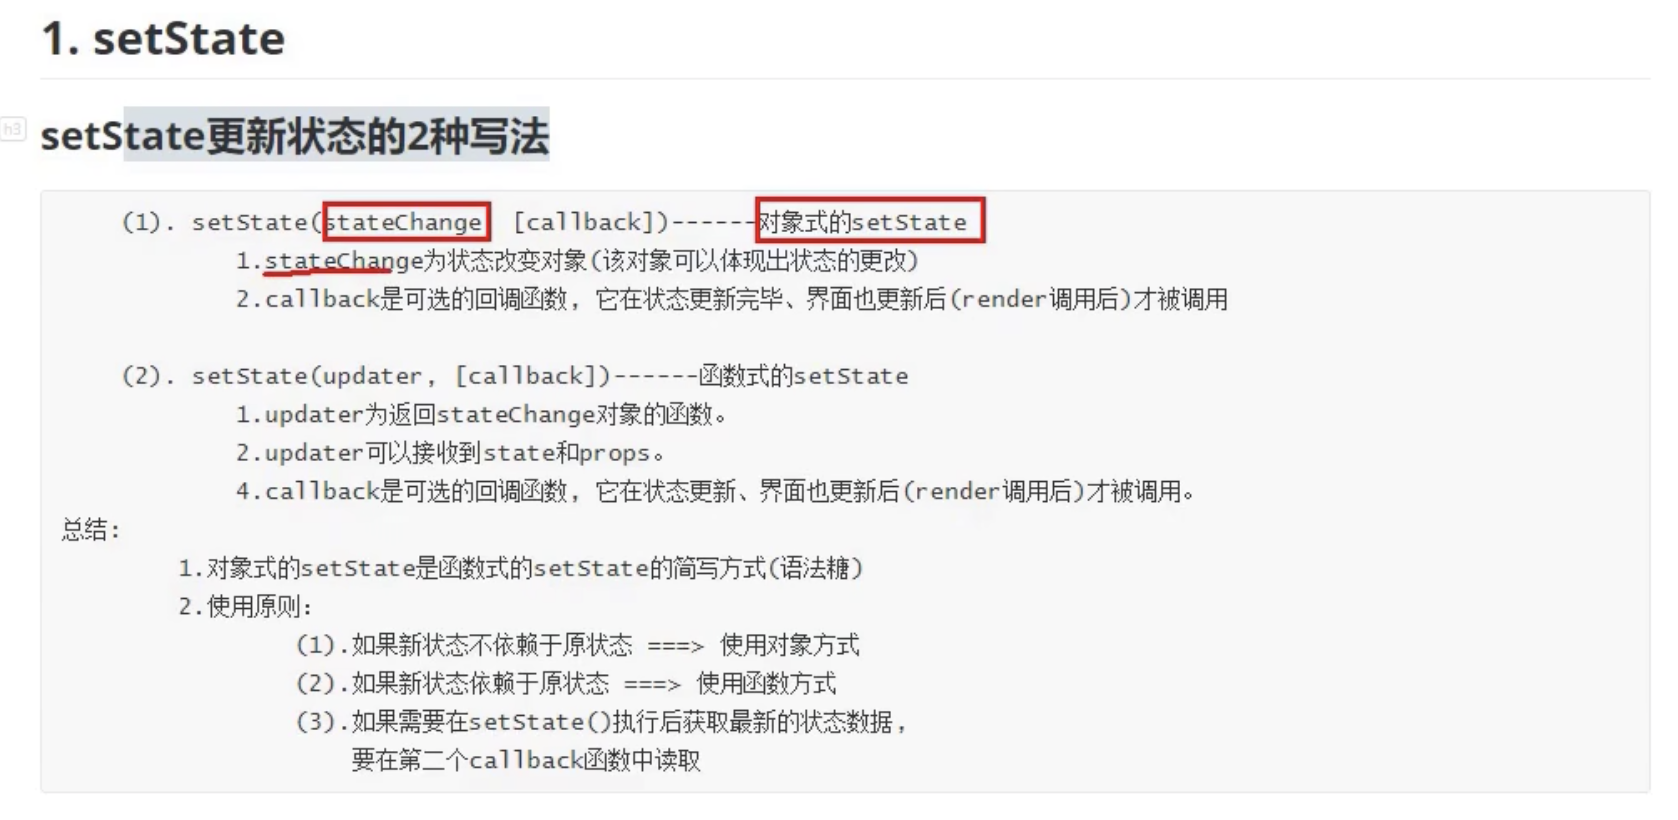 1. setState
h3
setState更新状态的2种写法
(1). setState(stateChange, [callback])------对象式的setState
1.stateChange为状态改变对象(该对象可以体现出状态的更改)
2.callback是可选的回调函数, 它在状态更新完毕、界面也更新后(render调用后)才被调用
(2). setState(updater, [callback])------函数式的setState
1.updater为返回stateChange对象的函数。
2.updater可以接收到state和props。
4.callback是可选的回调函数, 它在状态更新、界面也更新后(render调用后)才被调用。
总结:
1.对象式的setState是函数式的setState的简写方式(语法糖)
2.使用原则:
(1).如果新状态不依赖于原状态 ===> 使用对象方式
(2).如果新状态依赖于原状态 ===> 使用函数方式
(3).如果需要在setState()执行后获取最新的状态数据,
要在第二个callback函数中读取